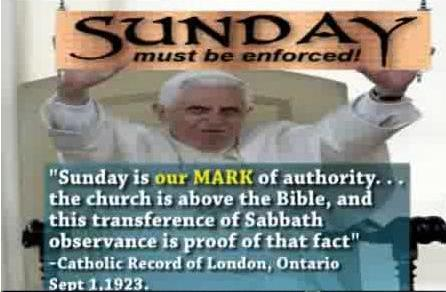 SUNDAY
must be enforced!
"Sunday is our MARK of authority. . .
the church is above the Bible, and
this transference of Sabbath
observance is proof of that fact"
-Catholic Record of London, Ontario
Sept 1,1923.